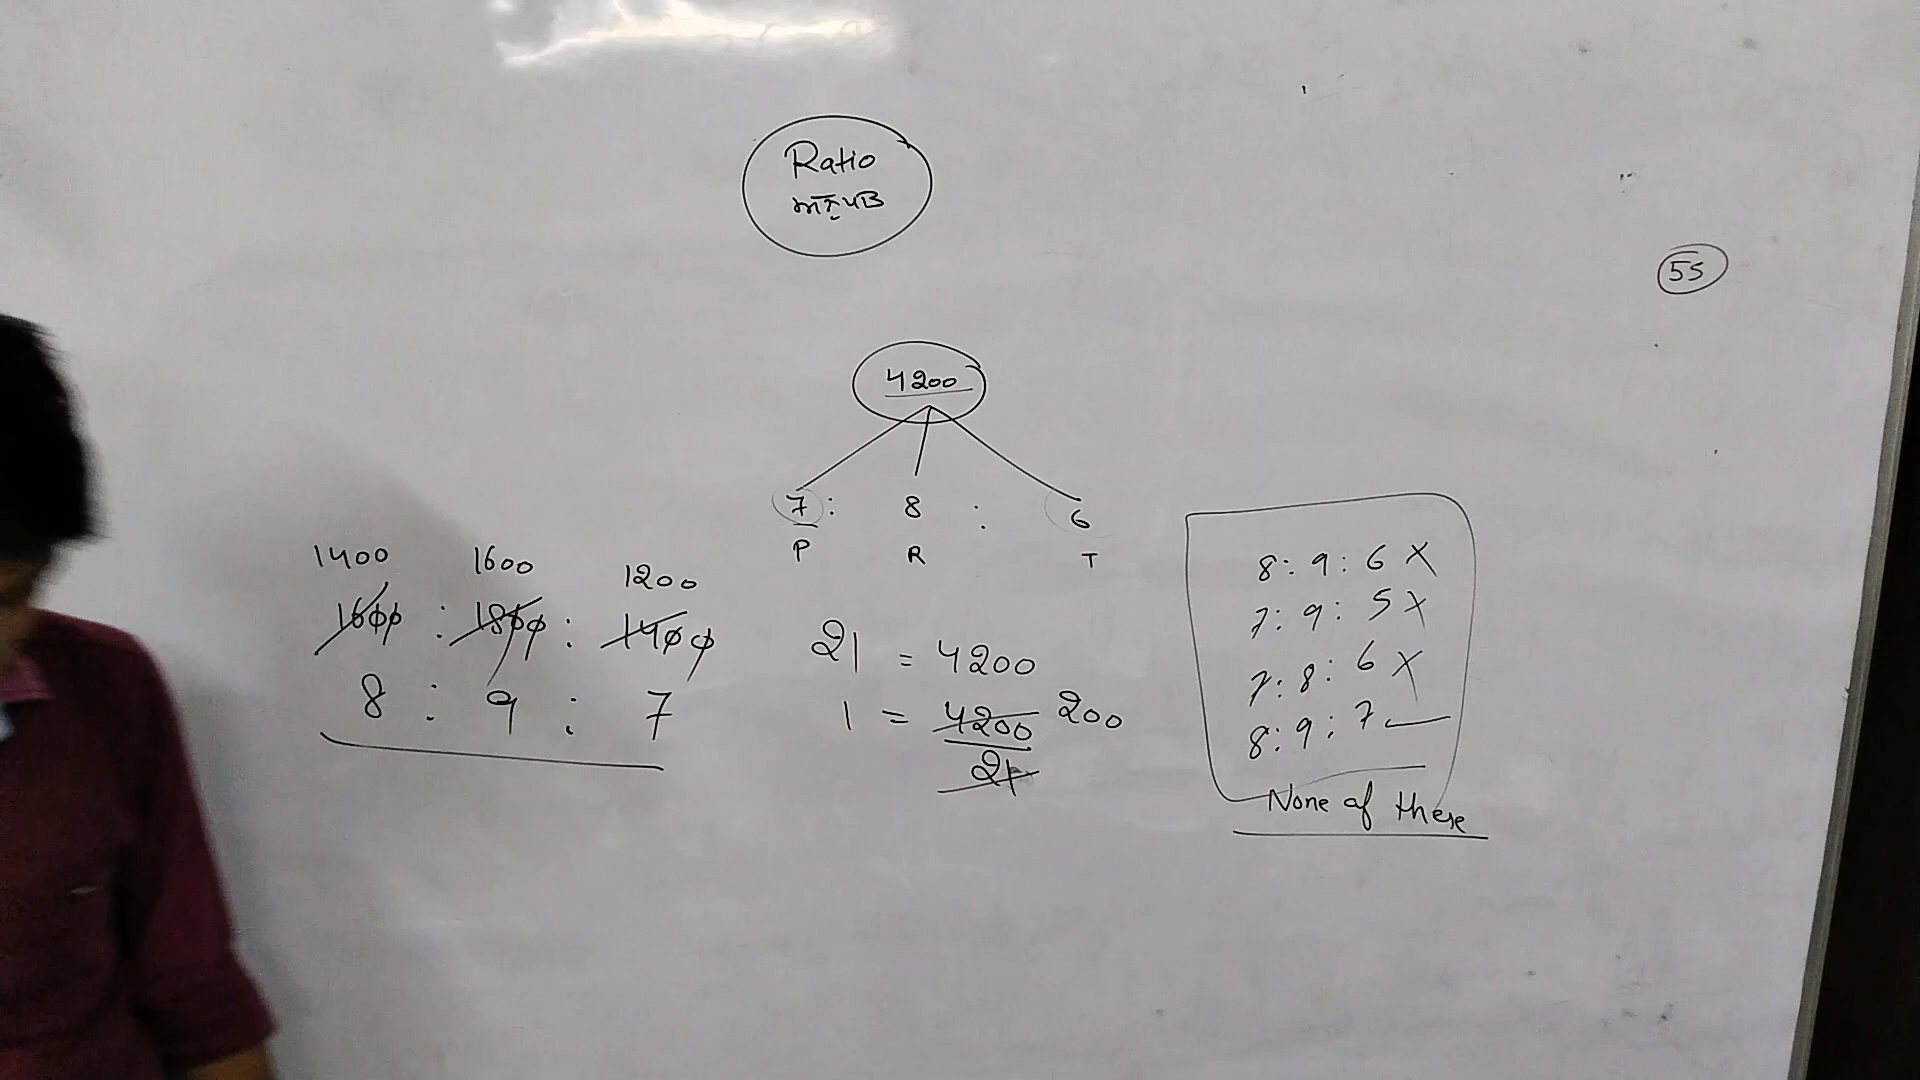 Ratio
অনুপাত
55
4200
7 : 8 : 6
P R T
1400 1600 1200
1600 : 1800 : 1400
8 : 9 : 7
21 = 4200
1 = 4200 200
21
8 : 9 : 6 X
7 : 9 : 5 X
7 : 8 : 6 X
8 : 9 : 7
None of these